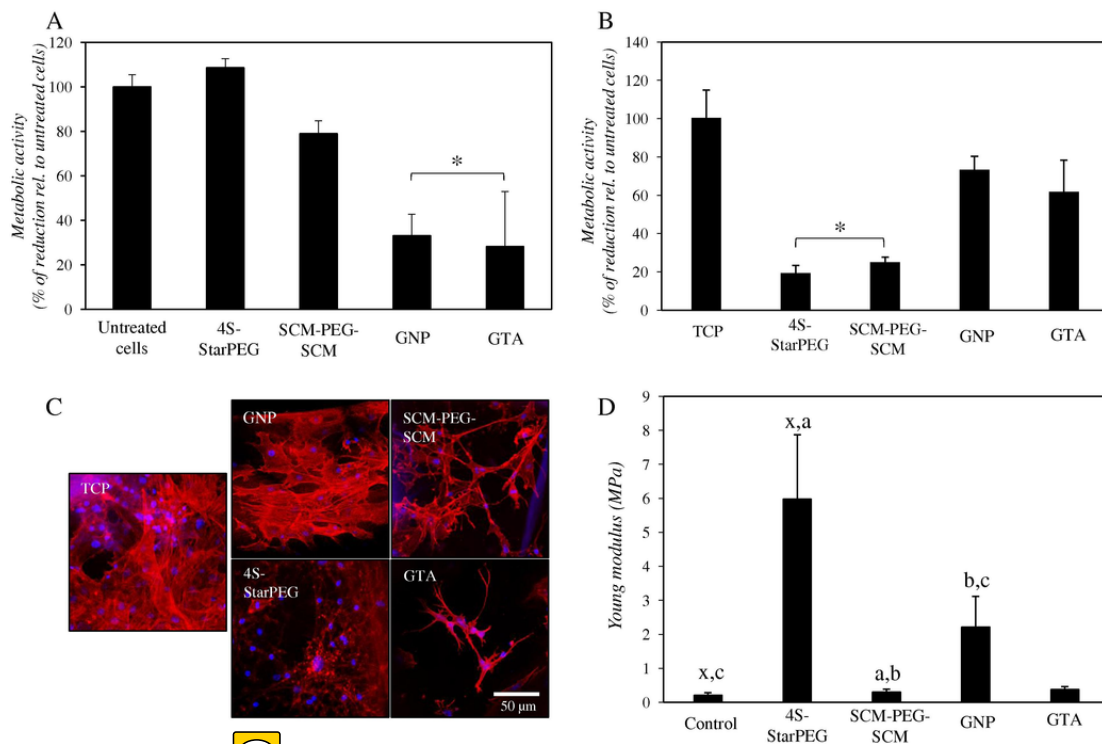 A
Metabolic activity
(% of reduction rel. to untreated cells)
120
100
80
60
40
20
0
*
Untreated
cells
4S-
StarPEG
SCM-PEG-
SCM
GNP
GTA
B
Metabolic activity
(% of reduction rel. to untreated cells)
140
120
100
80
60
40
20
0
*
TCP
4S-
StarPEG
SCM-PEG-
SCM
GNP
GTA
C
TCP
GNP
SCM-PEG-
SCM
4S-
StarPEG
GTA
50 µm
D
Young modulus (MPa)
9
8
7
6
5
4
3
2
1
0
x,c
x,a
a,b
b,c
Control
4S-
StarPEG
SCM-PEG-
SCM
GNP
GTA